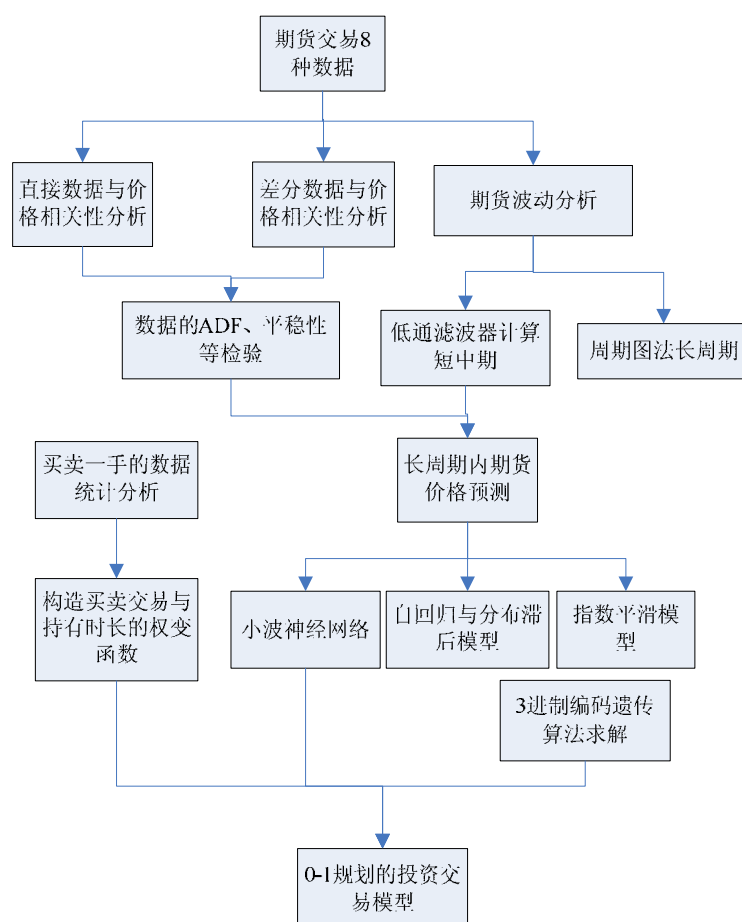 期货交易8
种数据
直接数据与价
格相关性分析
差分数据与价
格相关性分析
期货波动分析
数据的ADF、平稳性
等检验
低通滤波器计算
短中期
周期图法长周期
买卖一手的数据
统计分析
长周期内期货
价格预测
构造买卖交易与
持有时长的权变
函数
小波神经网络
自回归与分布滞
后模型
指数平滑模
型
3进制编码遗传
算法求解
0-1规划的投资交
易模型